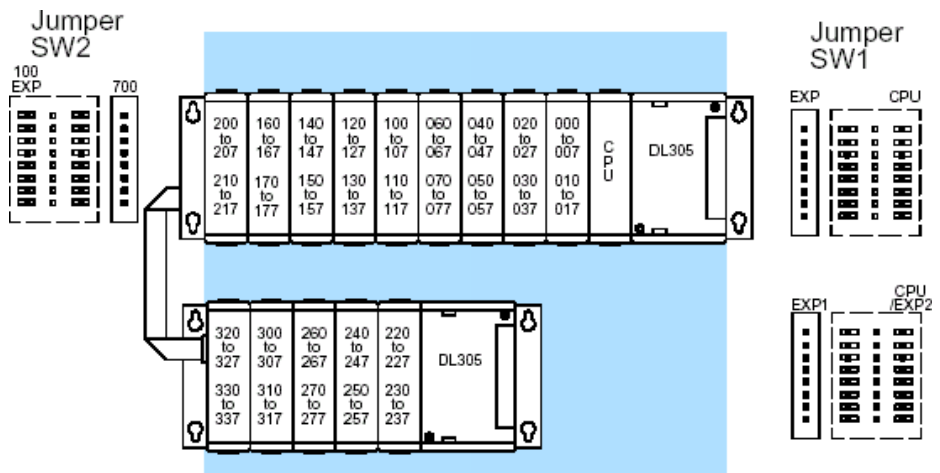 Jumper
SW2
100
EXP
700
Jumper
SW1
EXP
CPU
200
to
207
160
to
167
140
to
147
120
to
127
100
to
107
060
to
067
040
to
047
020
to
027
000
to
007
CPU
DL305
210
to
217
170
to
177
150
to
157
130
to
137
110
to
117
070
to
077
050
to
057
030
to
037
010
to
017
EXP1
CPU
/EXP2
320
to
327
300
to
307
260
to
267
240
to
247
220
to
227
DL305
330
to
337
310
to
317
270
to
277
250
to
257
230
to
237